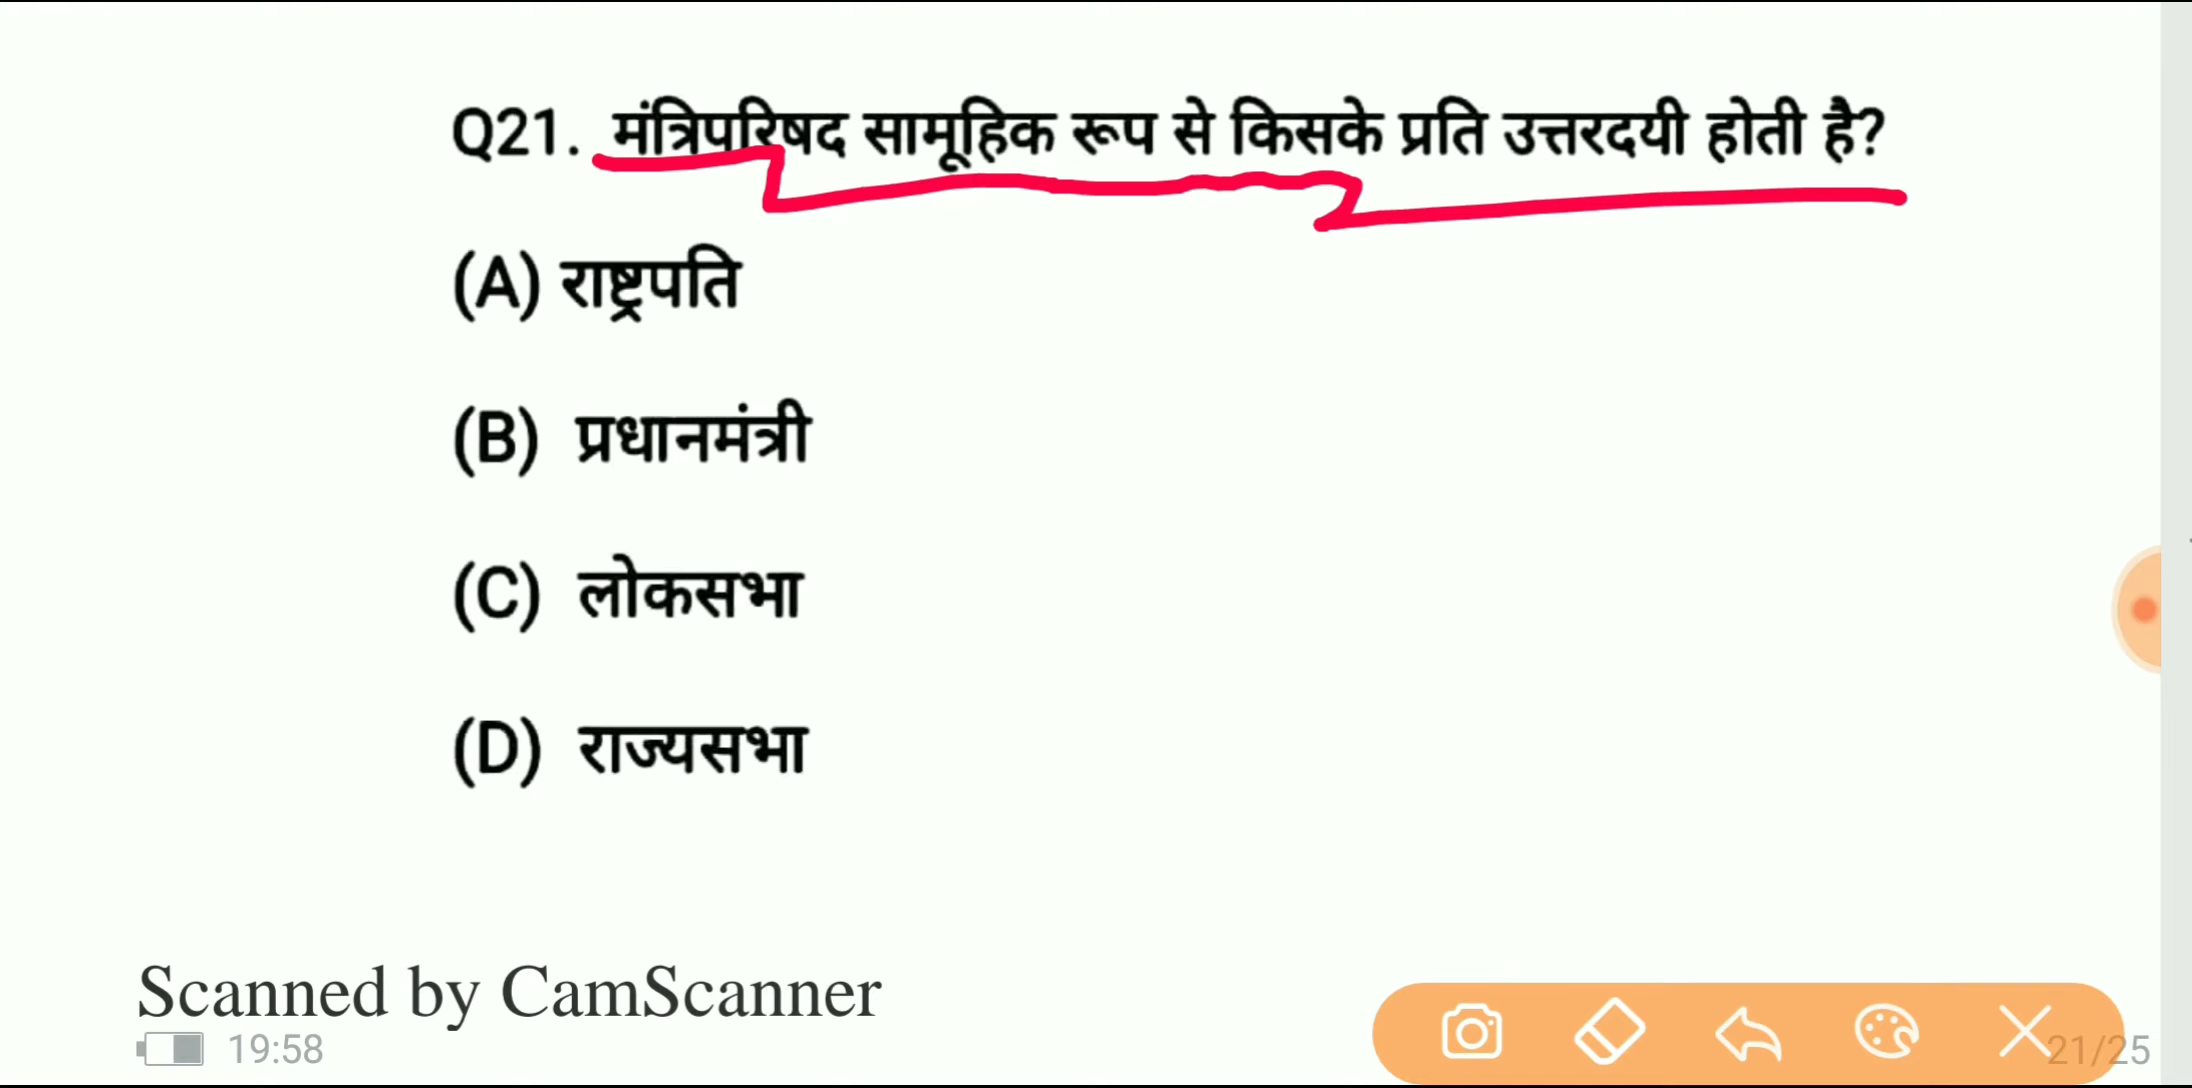 Q21. मंत्रिपरिषद सामूहिक रूप से किसके प्रति उत्तरदयी होती है?
(A) राष्ट्रपति
(B) प्रधानमंत्री
(C) लोकसभा
(D) राज्यसभा
Scanned by CamScanner
19:58
21/25